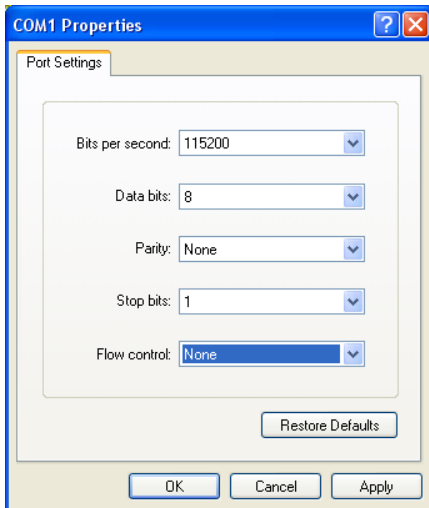 COM1 Properties
Port Settings
Bits per second: 115200
Data bits: 8
Parity: None
Stop bits: 1
Flow control: None
Restore Defaults
OK Cancel Apply